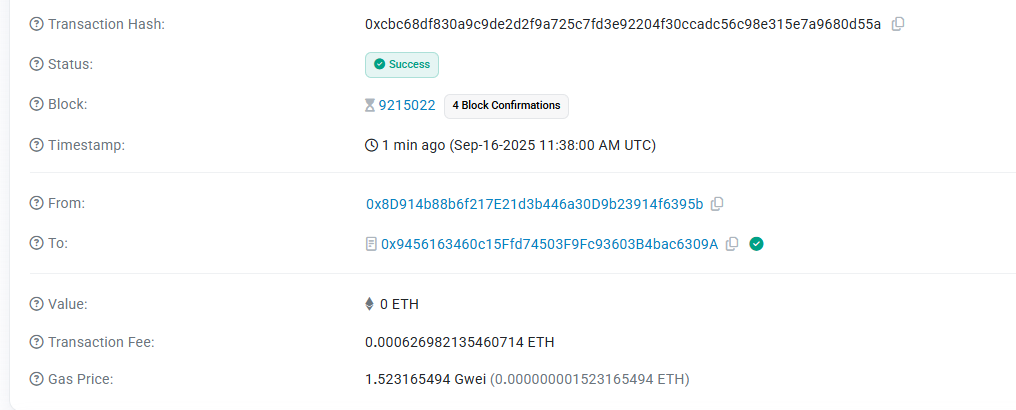 Transaction Hash: 0xcbc68df830a9c9de2d2f9a725c7fd3e92204f30ccadc56c98e315e7a9680d55a
Status: Success
Block: 9215022 4 Block Confirmations
Timestamp: 1 min ago (Sep-16-2025 11:38:00 AM UTC)
From: 0x8D914b88b6f217E21d3b446a30D9b23914f6395b
To: 0x9456163460c15Ffd74503F9Fc93603B4bac6309A
Value: 0 ETH
Transaction Fee: 0.000626982135460714 ETH
Gas Price: 1.523165494 Gwei (0.000000001523165494 ETH)